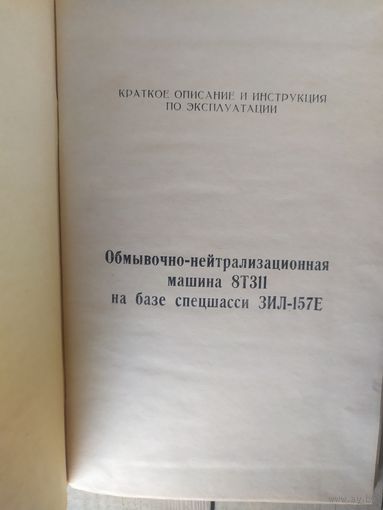 КРАТКОЕ ОПИСАНИЕ И ИНСТРУКЦИЯ
ПО ЭКСПЛУАТАЦИИ
Обмывочно-нейтрализационная
машина 8Т311
на базе спецшасси ЗИЛ-157Е